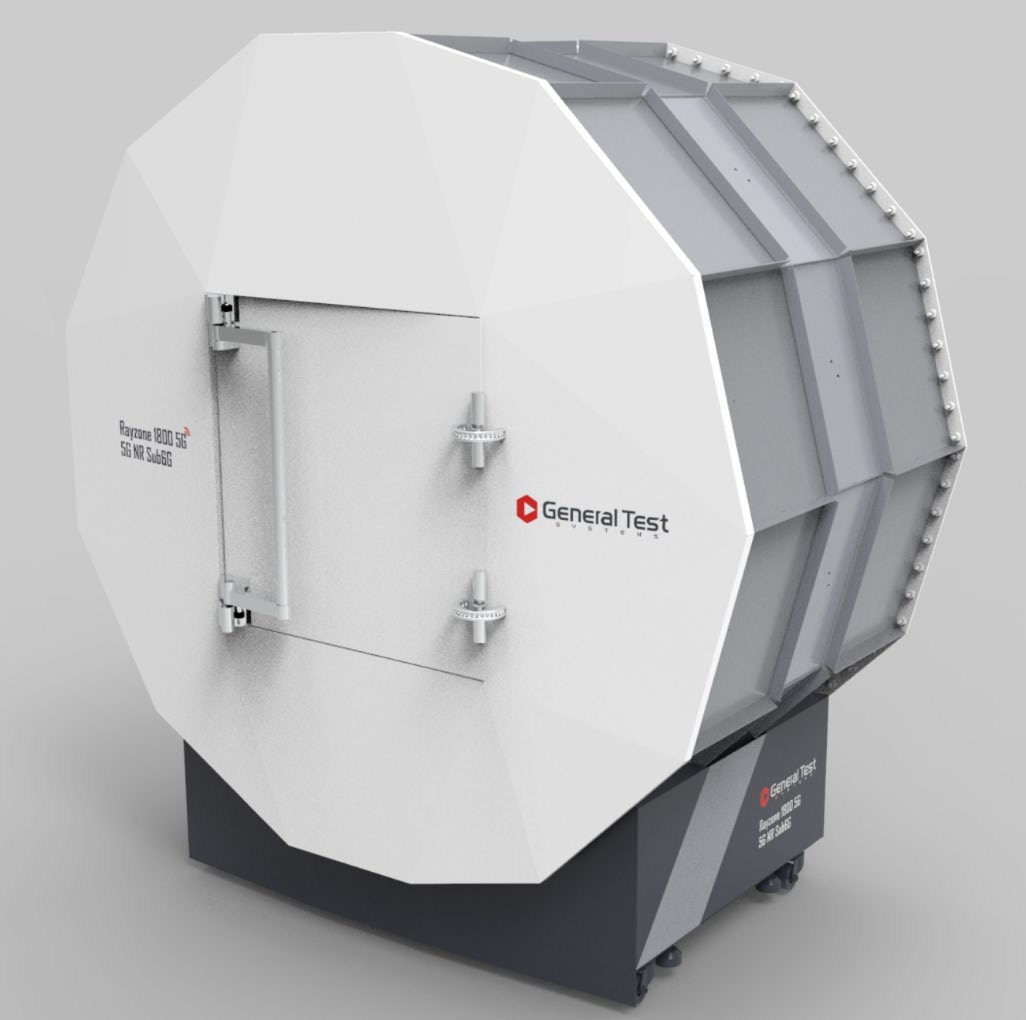 Rayzone 1800 5G
5G NR Sub6G
General Test
SYSTEMS
General Test
Rayzone 1800 5G
5G NR Sub6G